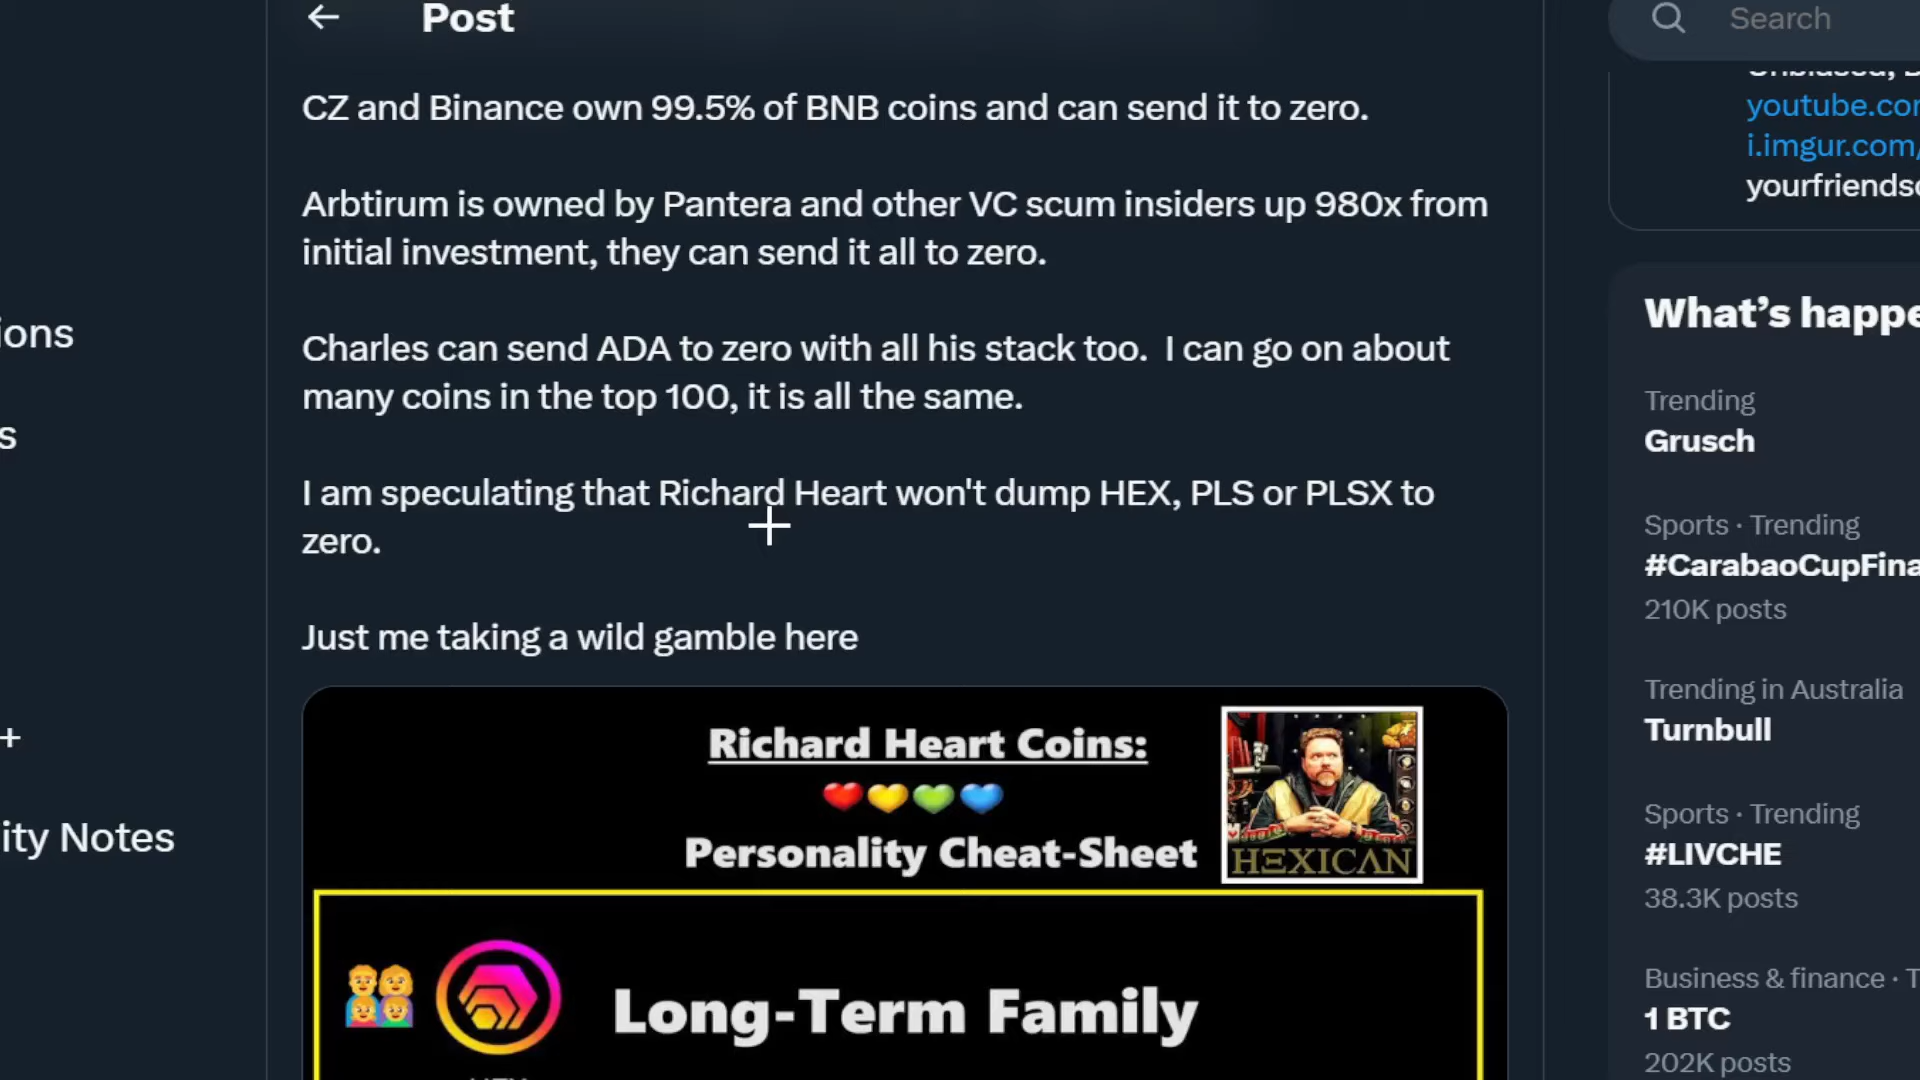 Post
Search
CZ and Binance own 99.5% of BNB coins and can send it to zero.
Arbtirum is owned by Pantera and other VC scum insiders up 980x from
initial investment, they can send it all to zero.
Charles can send ADA to zero with all his stack too.  I can go on about
many coins in the top 100, it is all the same.
I am speculating that Richard Heart won't dump HEX, PLS or PLSX to
zero.
Just me taking a wild gamble here
Richard Heart Coins:
Personality Cheat-Sheet
HEXICAN
Long-Term Family
ions
s
+
ity Notes
youtube.co
i.imgur.com/
yourfriends
What's happe
Trending
Grusch
Sports · Trending
#CarabaoCupFina
210K posts
Trending in Australia
Turnbull
Sports · Trending
#LIVCHE
38.3K posts
Business & finance · T
1 BTC
202K posts